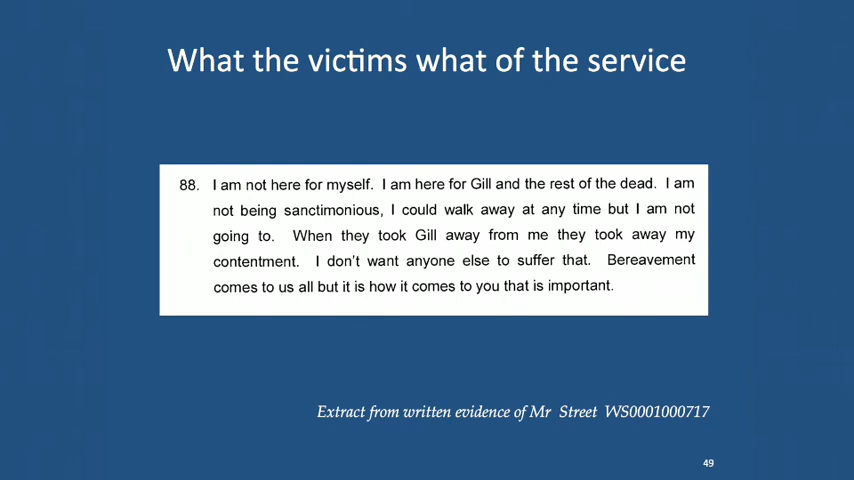 What the victims what of the service
88. I am not here for myself. I am here for Gill and the rest of the dead. I am
not being sanctimonious, I could walk away at any time but I am not
going to. When they took Gill away from me they took away my
contentment. I don't want anyone else to suffer that. Bereavement
comes to us all but it is how it comes to you that is important.
Extract from written evidence of Mr Street WS0001000717
49